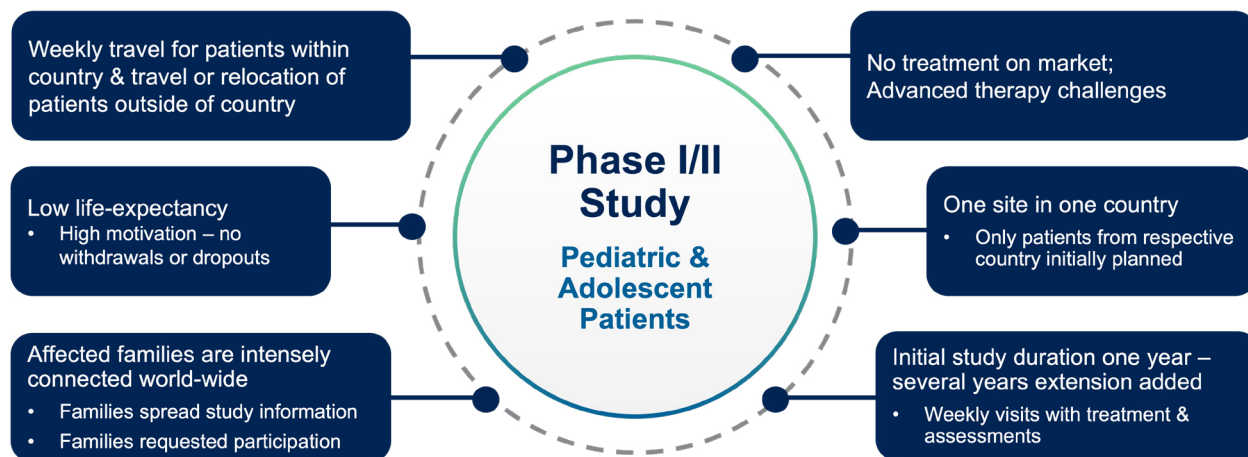 Weekly travel for patients within
country & travel or relocation of
patients outside of country
No treatment on market;
Advanced therapy challenges
Phase I/II
Study
Pediatric &
Adolescent
Patients
Low life-expectancy
• High motivation – no
withdrawals or dropouts
One site in one country
• Only patients from respective
country initially planned
Affected families are intensely
connected world-wide
• Families spread study information
• Families requested participation
Initial study duration one year –
several years extension added
• Weekly visits with treatment &
assessments